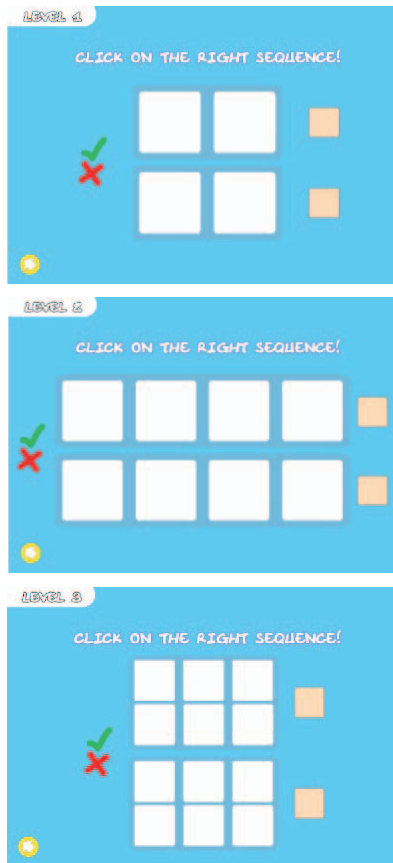 LEVEL 1
CLICK ON THE RIGHT SEQUENCE!
LEVEL 2
CLICK ON THE RIGHT SEQUENCE!
LEVEL 3
CLICK ON THE RIGHT SEQUENCE!